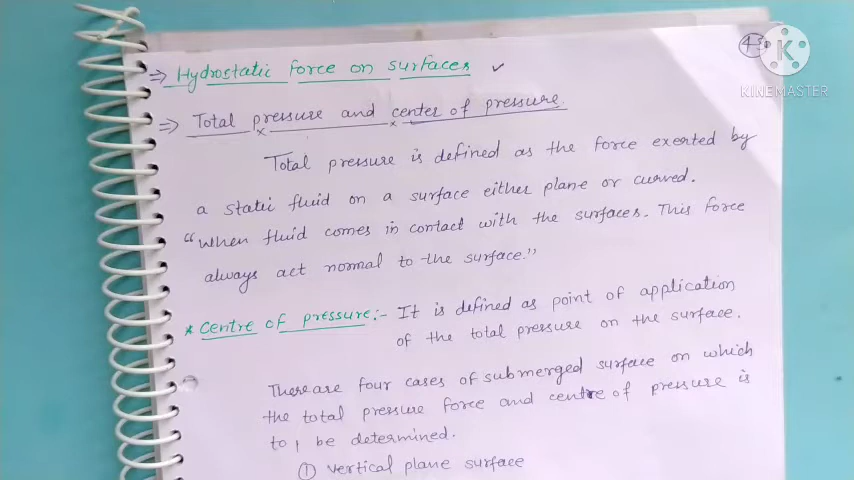 ⇒ Hydrostatic force on surfaces ✓
KINEMASTER
⇒ Total pressure and center of pressure
Total pressure is defined as the force exerted by
a static fluid on a surface either plane or curved.
"When fluid comes in contact with the surfaces. This force
always act normal to the surface."
* Centre of pressure:- It is defined as point of application
of the total pressure on the surface.
There are four cases of submerged surface on which
the total pressure force and centre of pressure is
to, be determined.
① vertical plane surface